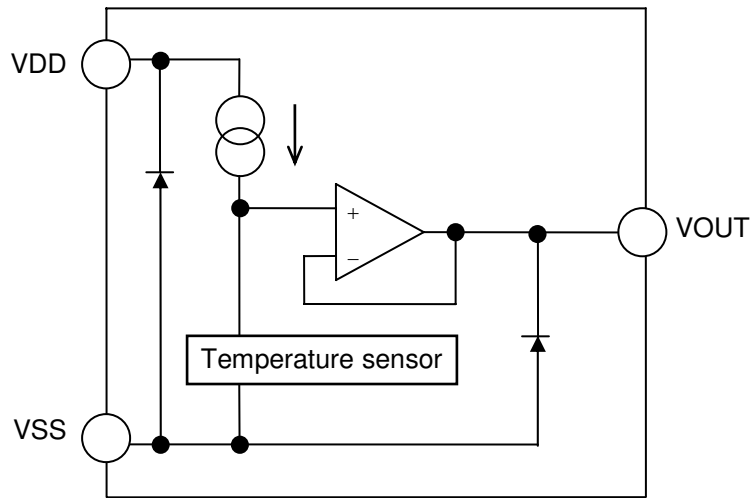 VDD
+
−
VOUT
Temperature sensor
VSS